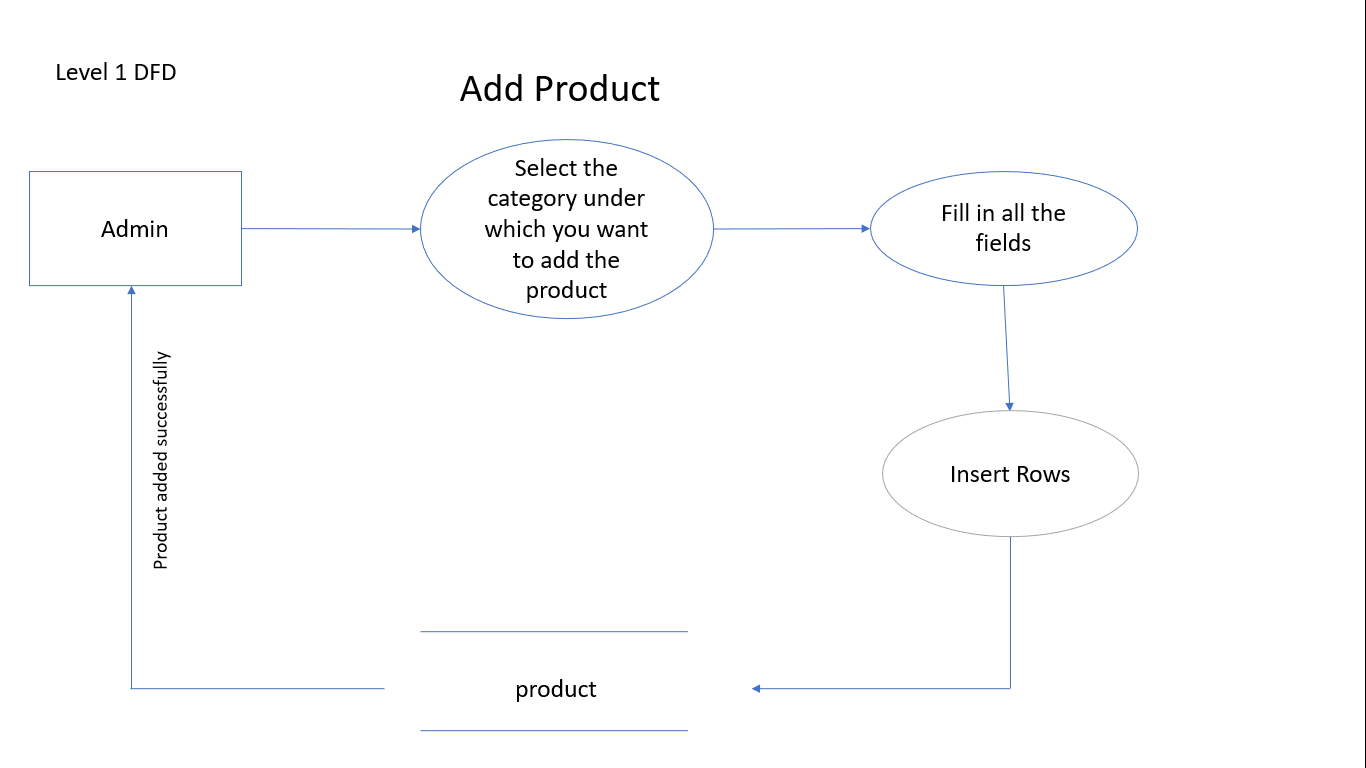 Level 1 DFD
Add Product
Admin
Select the
category under
which you want
to add the
product
Fill in all the
fields
Insert Rows
Product added successfully
product